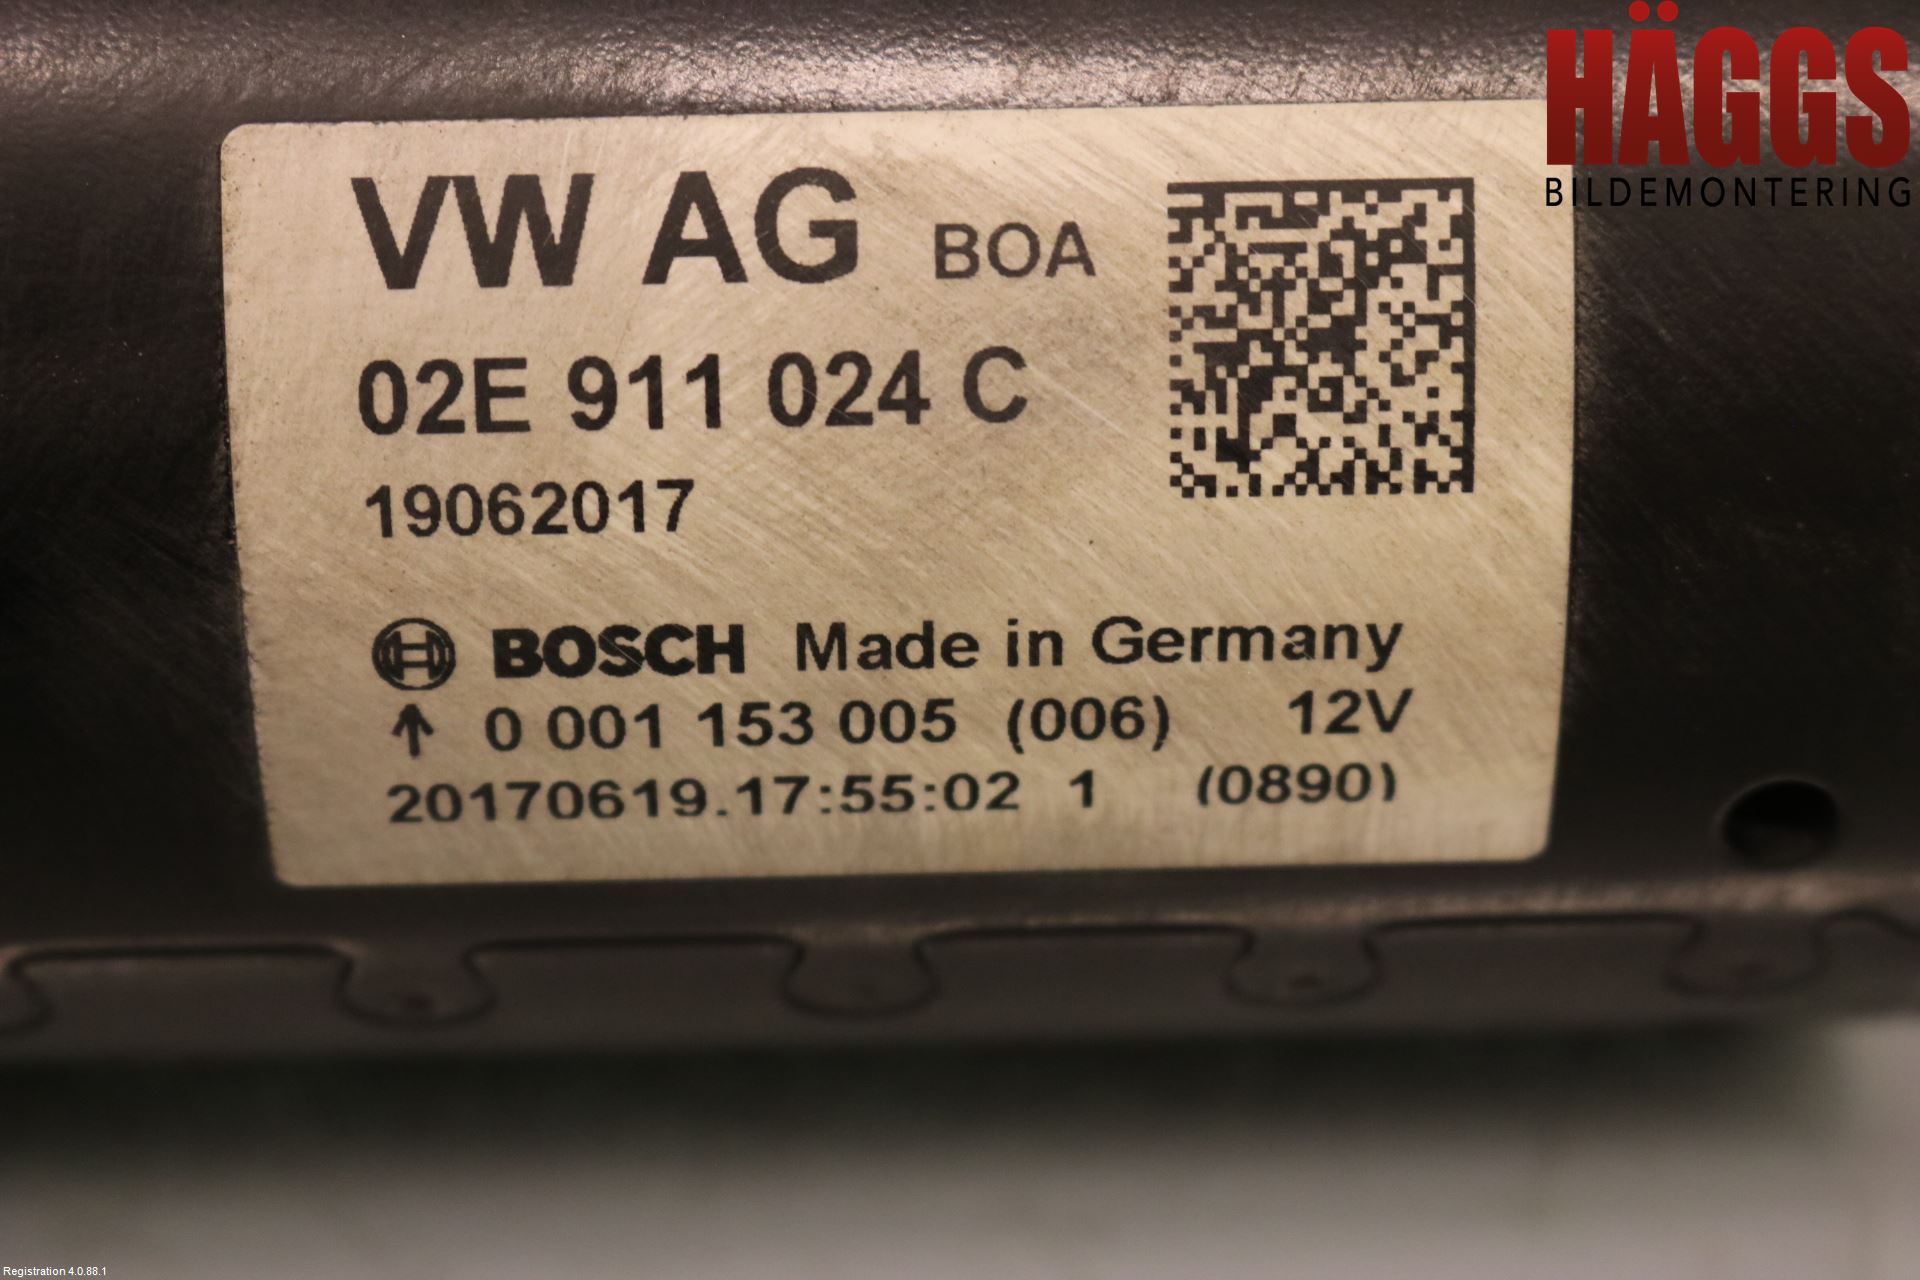 HÄGGS
BILDEMONTERING
VW AG BOA
02E 911 024 C
19062017
BOSCH Made in Germany
↑ 0 001 153 005 (006) 12V
20170619.17:55:02 1 (0890)
Registration 4.0.88.1